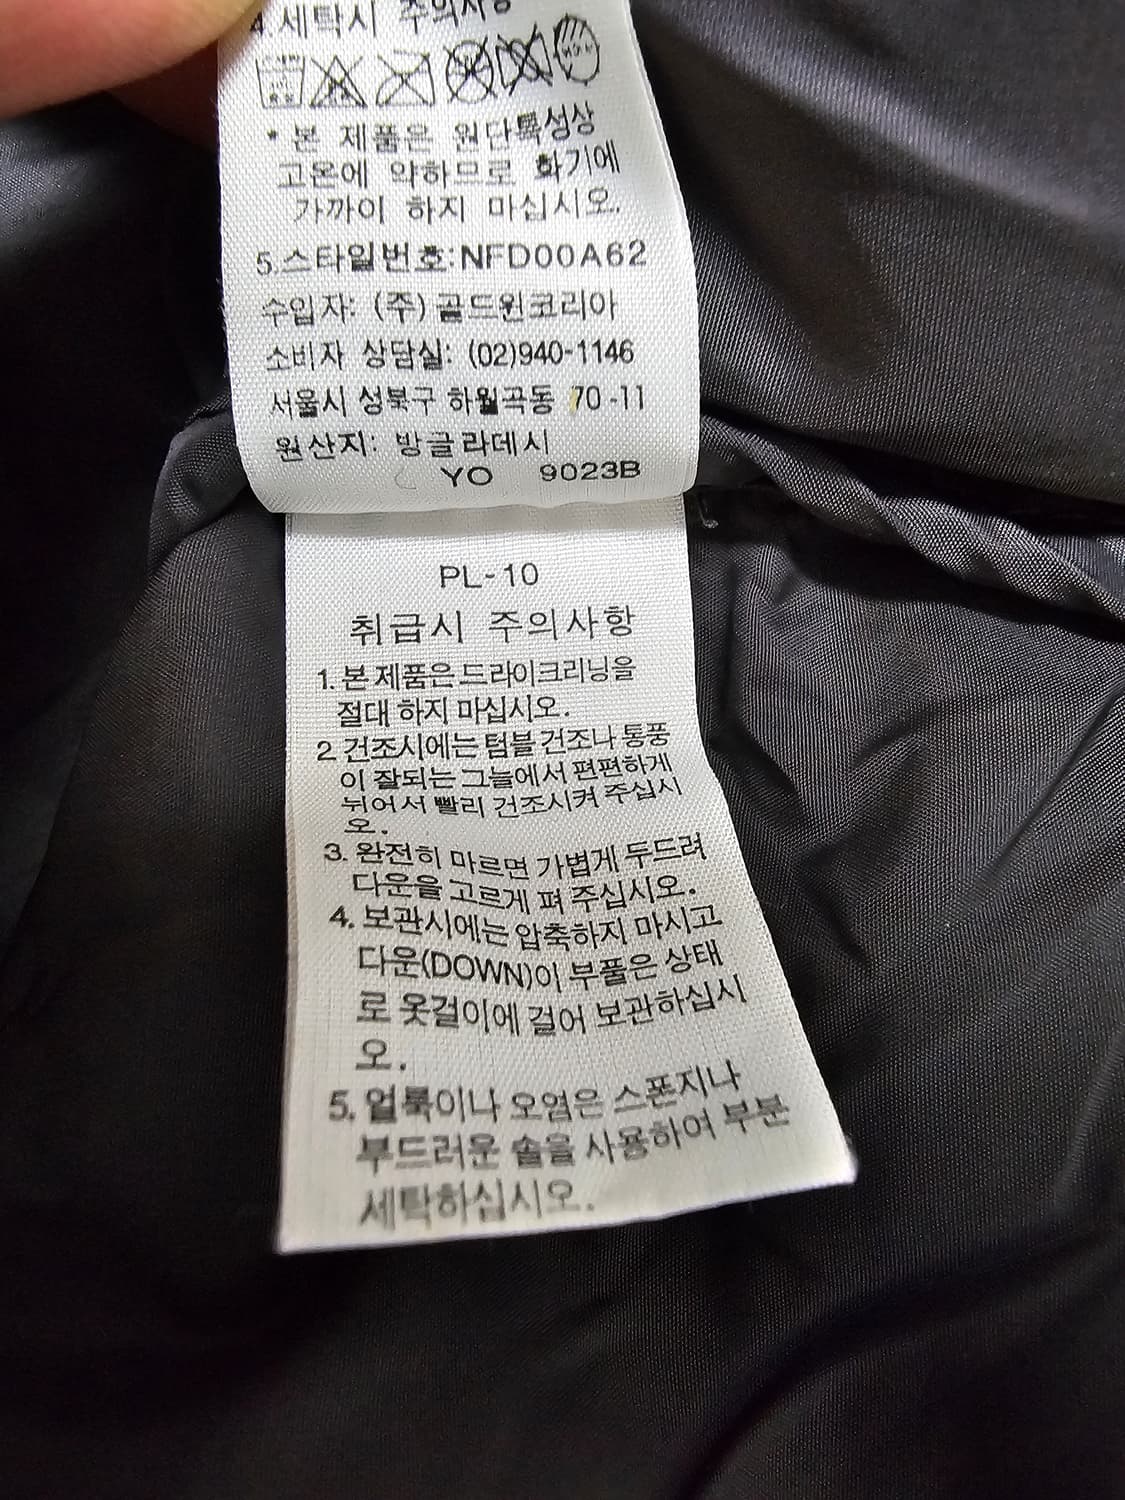 4.세탁시 주의사항
* 본 제품은 원단특성상
고온에 약하므로 화기에
가까이 하지 마십시오.
5.스타일번호:NFD00A62
수입자: (주)골드윈코리아
소비자 상담실: (02)940-1146
서울시 성북구 하월곡동 70-11
원산지: 방글라데시
YO 9023B
PL-10
취급시 주의사항
1. 본 제품은 드라이크리닝을
절대 하지 마십시오.
2 건조시에는 텀블 건조나 통풍
이 잘되는 그늘에서 편편하게
뉘어서 빨리 건조시켜 주십시
오.
3. 완전히 마르면 가볍게 두드려
다운을 고르게 펴 주십시오.
4. 보관시에는 압축하지 마시고
다운(DOWN)이 부풀은 상태
로 옷걸이에 걸어 보관하십시
오.
5. 얼룩이나 오염은 스폰지나
부드러운 솔을 사용하여 부분
세탁하십시오.